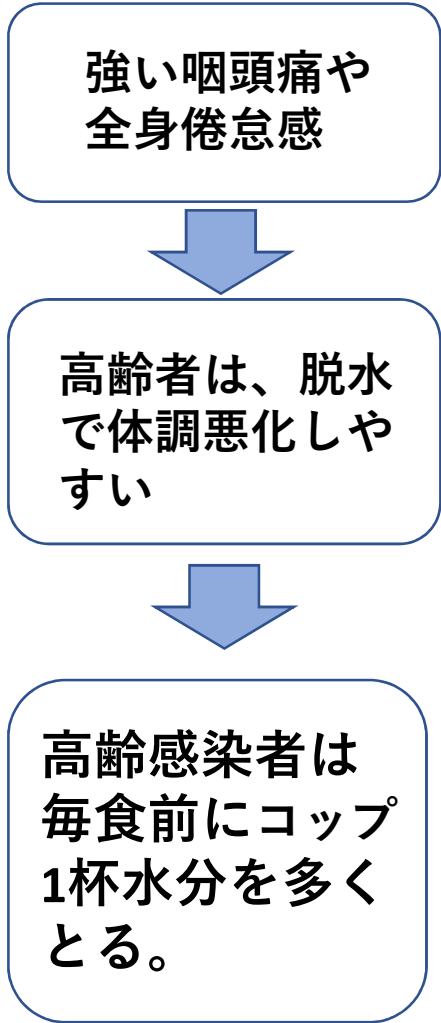 強い咽頭痛や
全身倦怠感
高齢者は、脱水
で体調悪化しや
すい
高齢感染者は
毎食前にコップ
1杯水分を多く
とる。